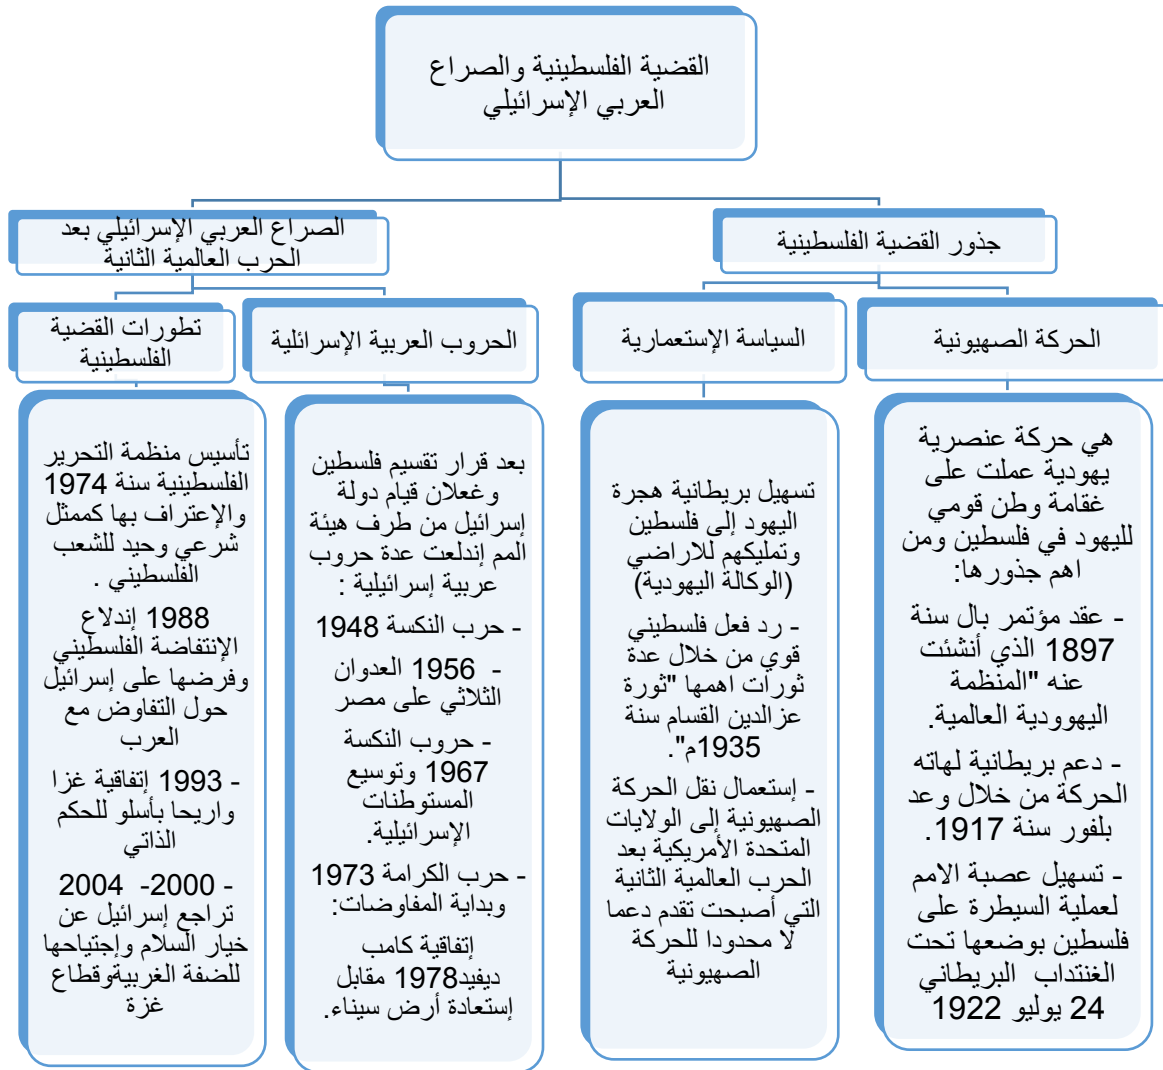 القضية الفلسطينية والصراع
العربي الإسرائيلي
جذور القضية الفلسطينية
الصراع العربي الإسرائيلي بعد
الحرب العالمية الثانية
الحركة الصهيونية
السياسة الإستعمارية
الحروب العربية الإسرائلية
تطورات القضية
الفلسطينية
هي حركة عنصرية
يهودية عملت على
غقامة وطن قومي
لليهود في فلسطين ومن
اهم جذورها:
- عقد مؤتمر بال سنة
1897 الذي أنشئت
عنه "المنظمة
اليهوودية العالمية.
- دعم بريطانية لهاته
الحركة من خلال وعد
بلفور سنة 1917.
- تسهيل عصبة الامم
لعملية السيطرة على
فلسطين بوضعها تحت
الغنتداب البريطاني
24 يوليو 1922
تسهيل بريطانية هجرة
اليهود إلى فلسطين
وتمليكهم للاراضي
(الوكالة اليهودية)
- رد فعل فلسطيني
قوي من خلال عدة
ثورات اهمها "ثورة
عزالدين القسام سنة
1935م".
- إستعمال نقل الحركة
الصهيونية إلى الولايات
المتحدة الأمريكية بعد
الحرب العالمية الثانية
التي أصبحت تقدم دعما
لا محدودا للحركة
الصهيونية
بعد قرار تقسيم فلسطين
وغعلان قيام دولة
إسرائيل من طرف هيئة
المم إندلعت عدة حروب
عربية إسرائيلية :
- حرب النكسة 1948
- 1956 العدوان
الثلاثي على مصر
- حروب النكسة
1967 وتوسيع
المستوطنات
الإسرائيلية.
- حرب الكرامة 1973
وبداية المفاوضات:
إتفاقية كامب
ديفيد1978 مقابل
إستعادة أرض سيناء.
تأسيس منظمة التحرير
الفلسطينية سنة 1974
والإعتراف بها كممثل
شرعي وحيد للشعب
الفلسطيني .
1988 إندلاع
الإنتفاضة الفلسطيني
وفرضها على إسرائيل
حول التفاوض مع
العرب
- 1993 إتفاقية غزا
واريحا بأسلو للحكم
الذاتي
- 2000- 2004
تراجع إسرائيل عن
خيار السلام وإجتياحها
للضفة الغربيةوقطاع
غزة